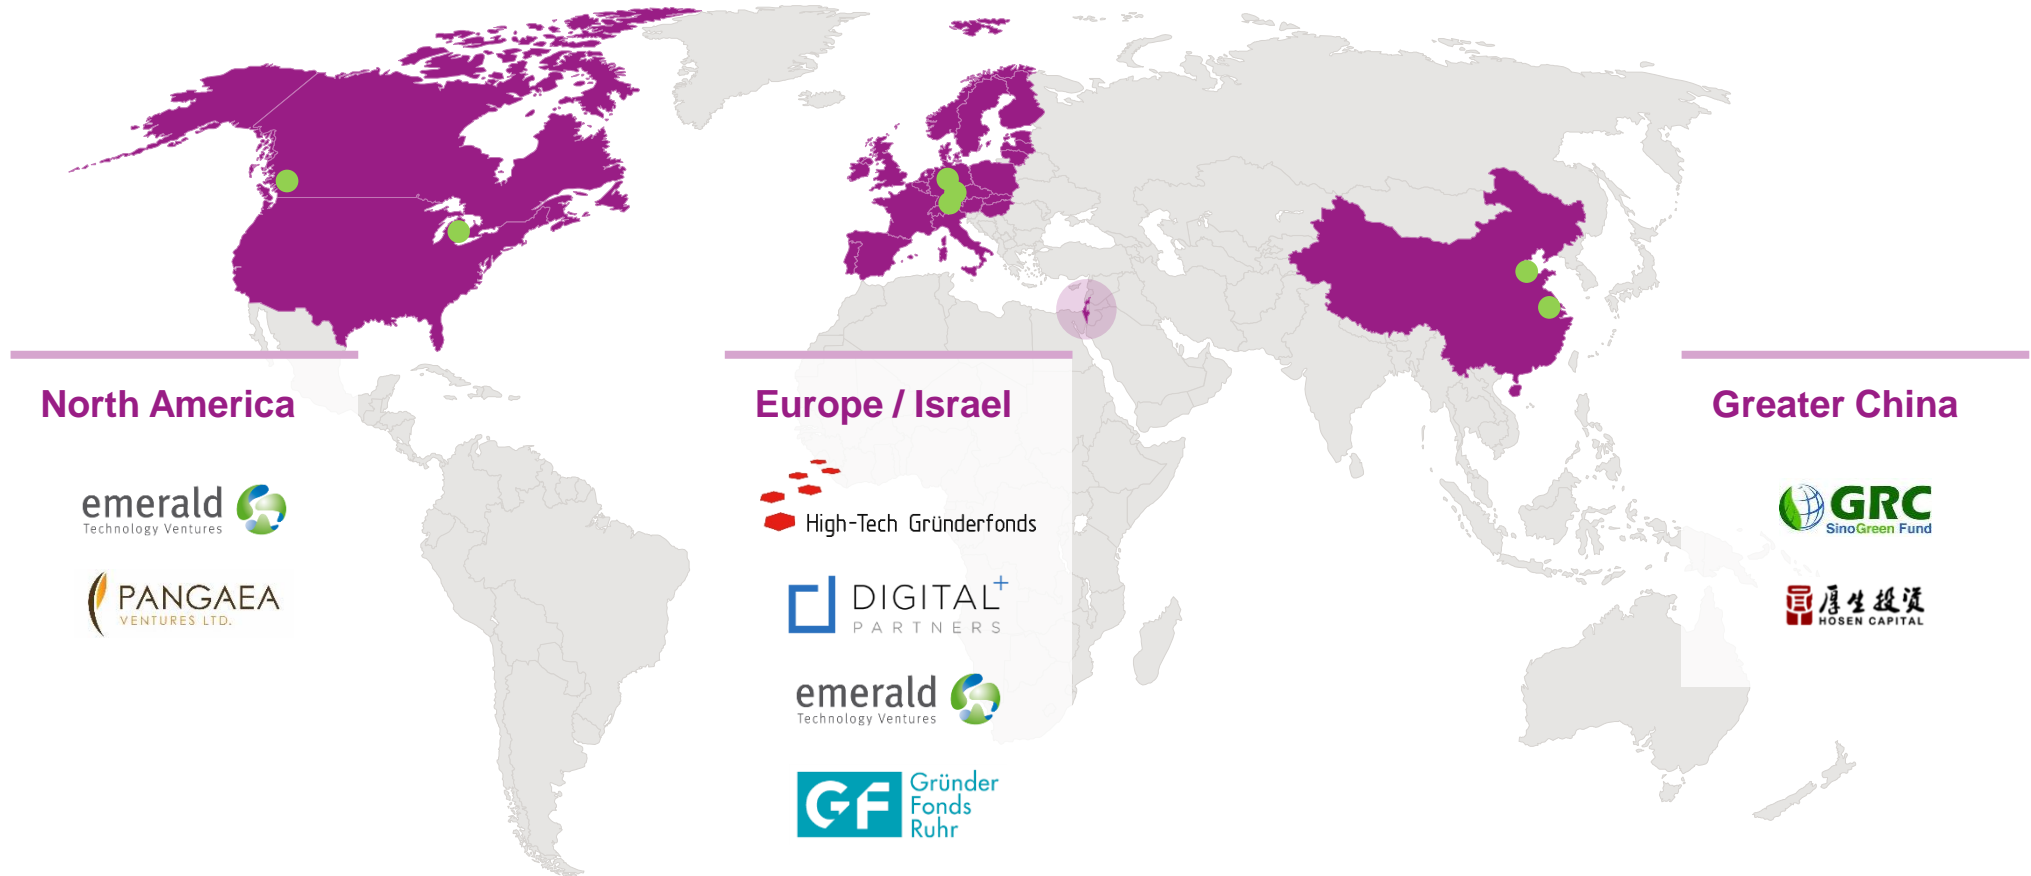 North America
emerald
Technology Ventures
PANGAEA
VENTURES LTD.
Europe / Israel
High-Tech Gründerfonds
DIGITAL+
PARTNERS
emerald
Technology Ventures
GF
Gründer
Fonds
Ruhr
Greater China
GRC
SinoGreen Fund
厚生投资
HOSEN CAPITAL